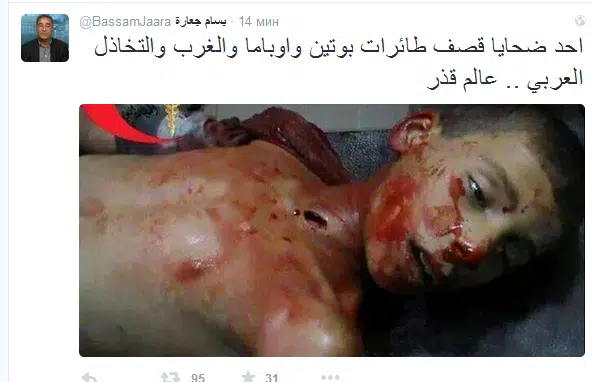 @BassamJaara بسام جعارة · 14 мин
احد ضحايا قصف طائرات بوتين واوباما والغرب والتخاذل
العربي .. عالم قذر
95 31